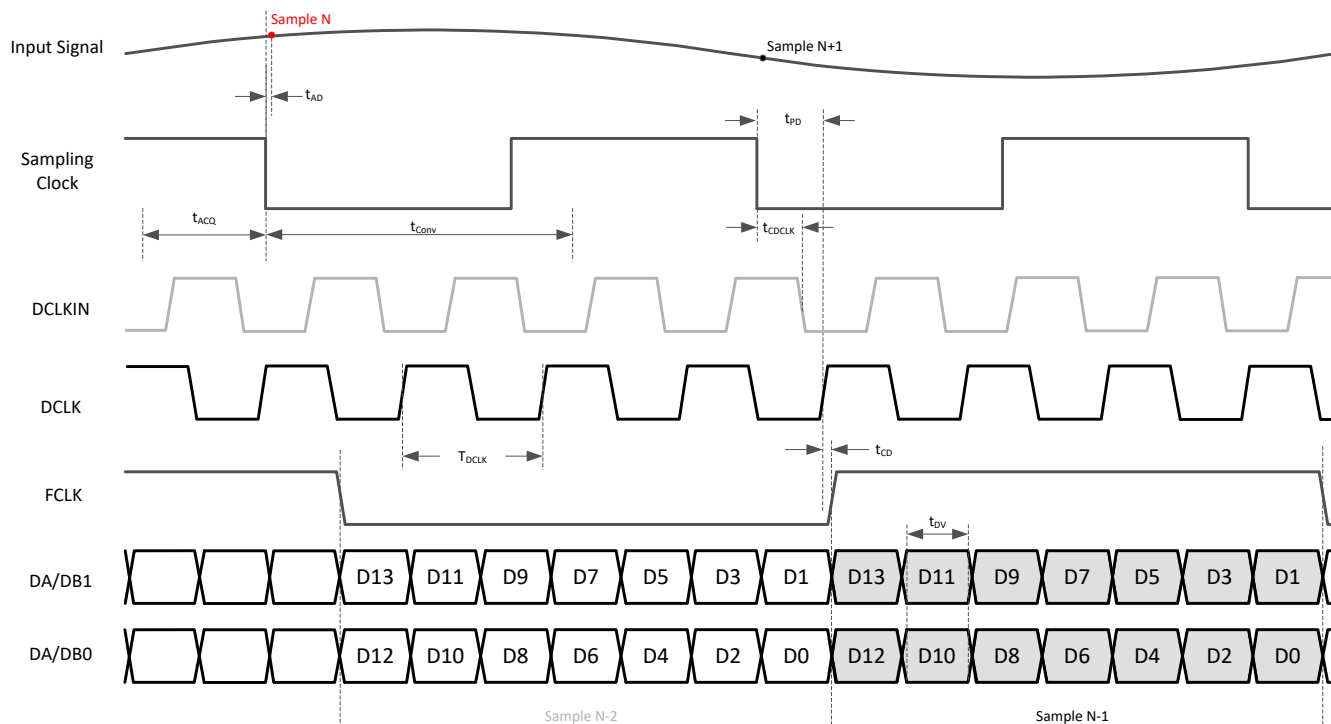 Sample N
Input Signal
Sample N+1
tAD
tPD
Sampling
Clock
tACQ
tConv
tCDCLK
DCLKIN
DCLK
TDCLK
tCD
FCLK
tDV
DA/DB1
D13 D11 D9 D7 D5 D3 D1 D13 D11 D9 D7 D5 D3 D1
DA/DB0
D12 D10 D8 D6 D4 D2 D0 D12 D10 D8 D6 D4 D2 D0
Sample N-2
Sample N-1